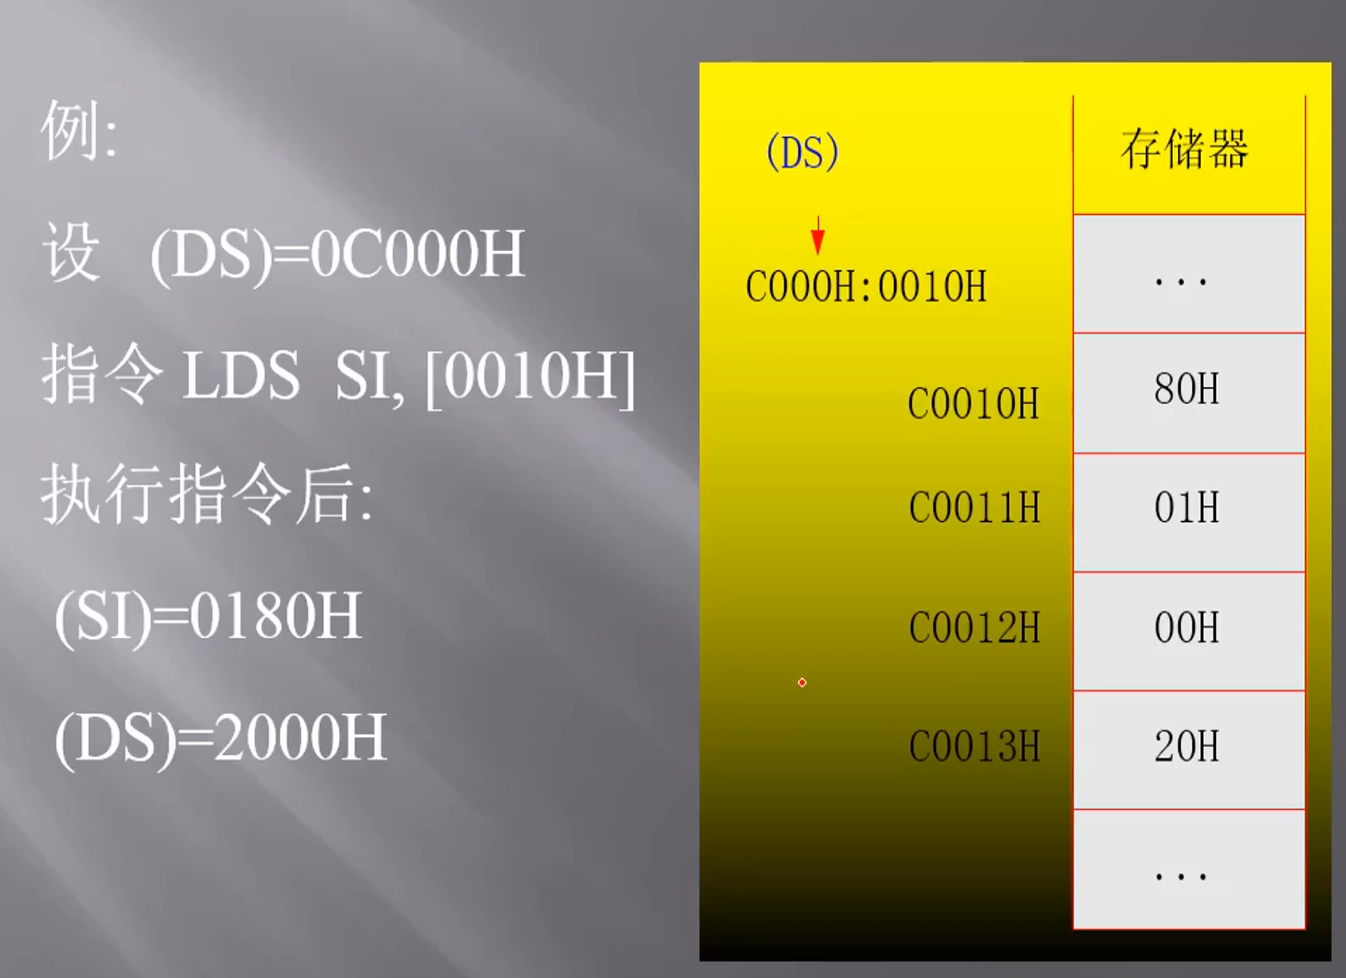 例:
设 (DS)=0C000H
指令 LDS SI, [0010H]
执行指令后:
(SI)=0180H
(DS)=2000H
(DS)
C000H:0010H
存储器
...
C0010H 80H
C0011H 01H
C0012H 00H
C0013H 20H
...